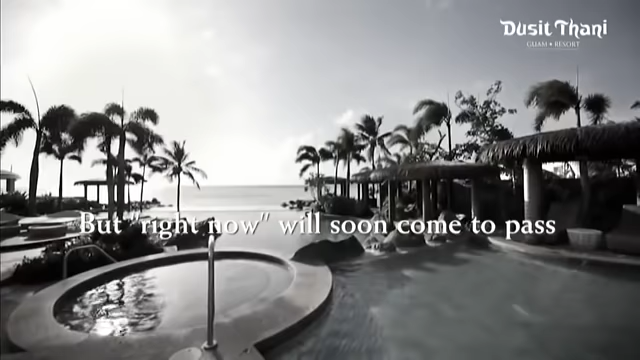 Dusit Thani
GUAM • RESORT
But "right now" will soon come to pass